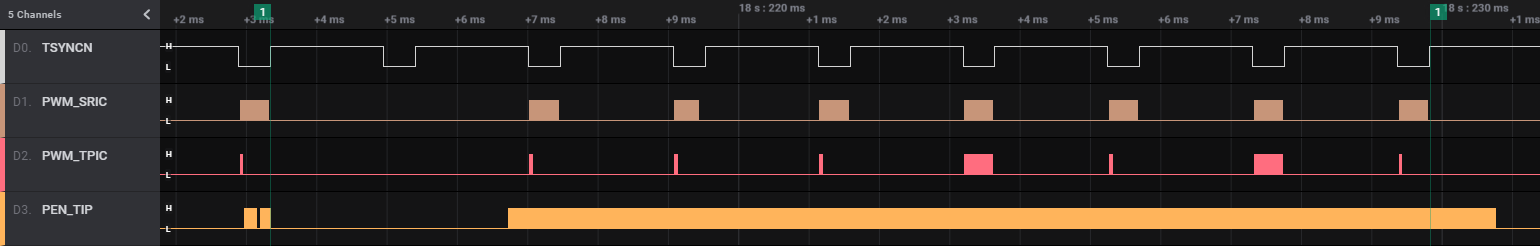 5 Channels
+2 ms +3 ms +4 ms +5 ms +6 ms +7 ms +8 ms +9 ms 18 s : 220 ms +1 ms +2 ms +3 ms +4 ms +5 ms +6 ms +7 ms +8 ms +9 ms 18 s : 230 ms +1 ms
1 1
D0. TSYNCN H L
D1. PWM_SRIC H L
D2. PWM_TPIC H L
D3. PEN_TIP H L